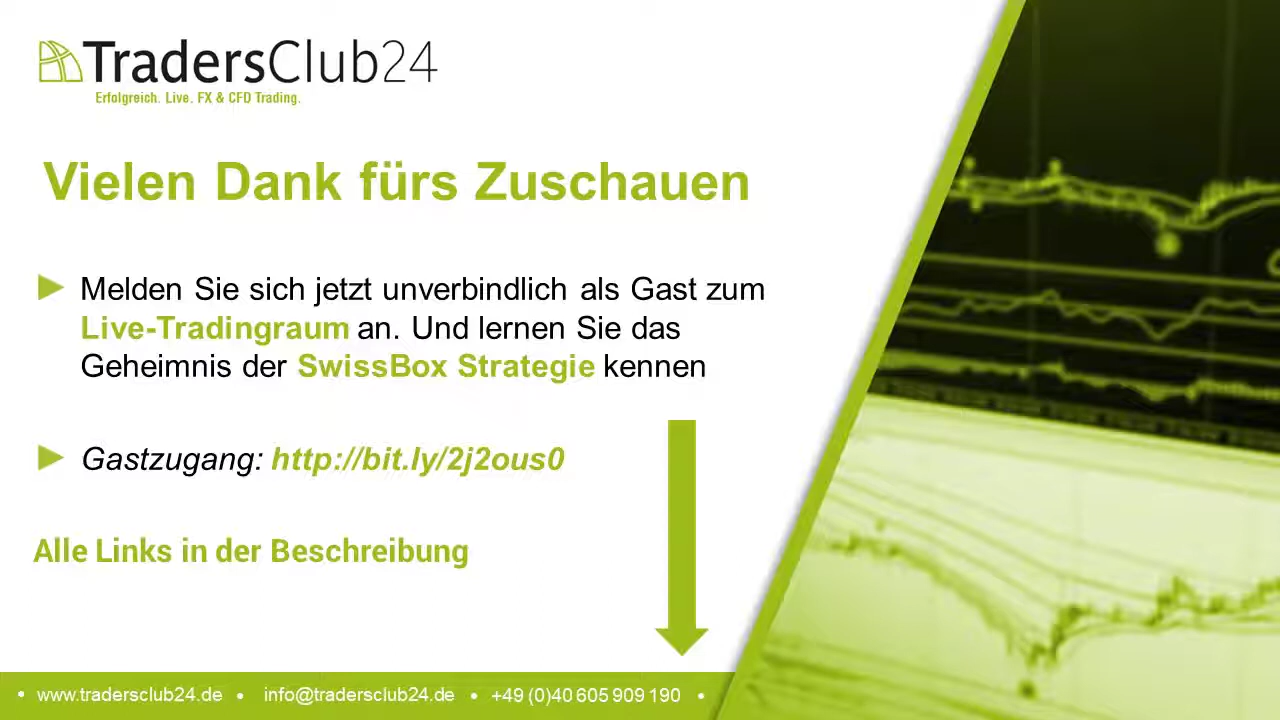 TradersClub24
Erfolgreich. Live. FX & CFD Trading.
Vielen Dank fürs Zuschauen
Melden Sie sich jetzt unverbindlich als Gast zum
Live-Tradingraum an. Und lernen Sie das
Geheimnis der SwissBox Strategie kennen
Gastzugang: http://bit.ly/2j2ous0
Alle Links in der Beschreibung
• www.tradersclub24.de • info@tradersclub24.de • +49 (0)40 605 909 190 •